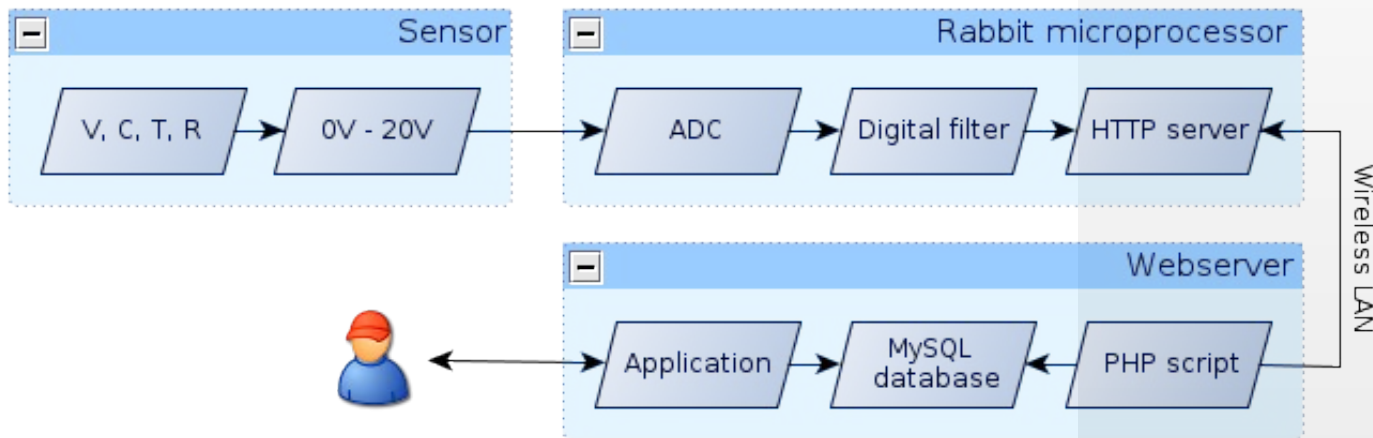 Sensor
V, C, T, R
0V - 20V
Rabbit microprocessor
ADC
Digital filter
HTTP server
Wireless LAN
Webserver
Application
MySQL
database
PHP script